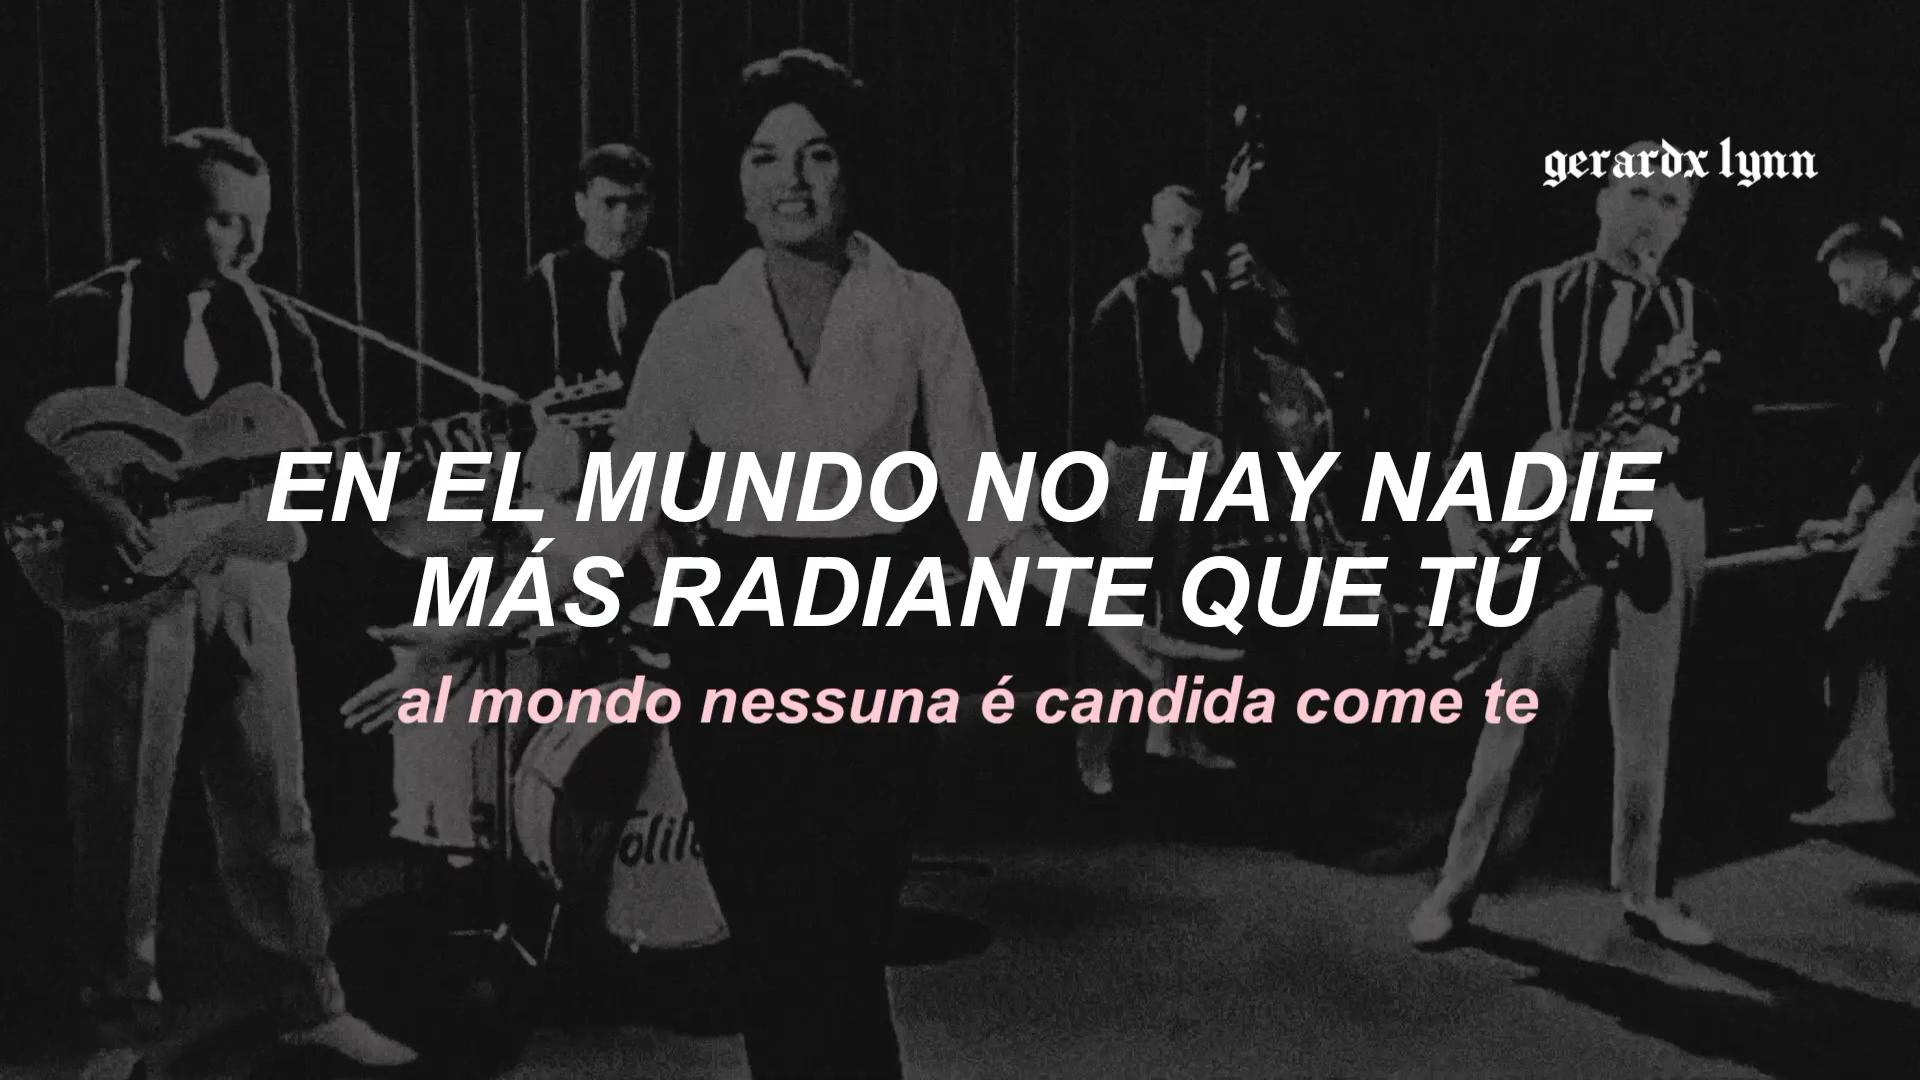 gerardx lynn
EN EL MUNDO NO HAY NADIE
MÁS RADIANTE QUE TÚ
al mondo nessuna é candida come te